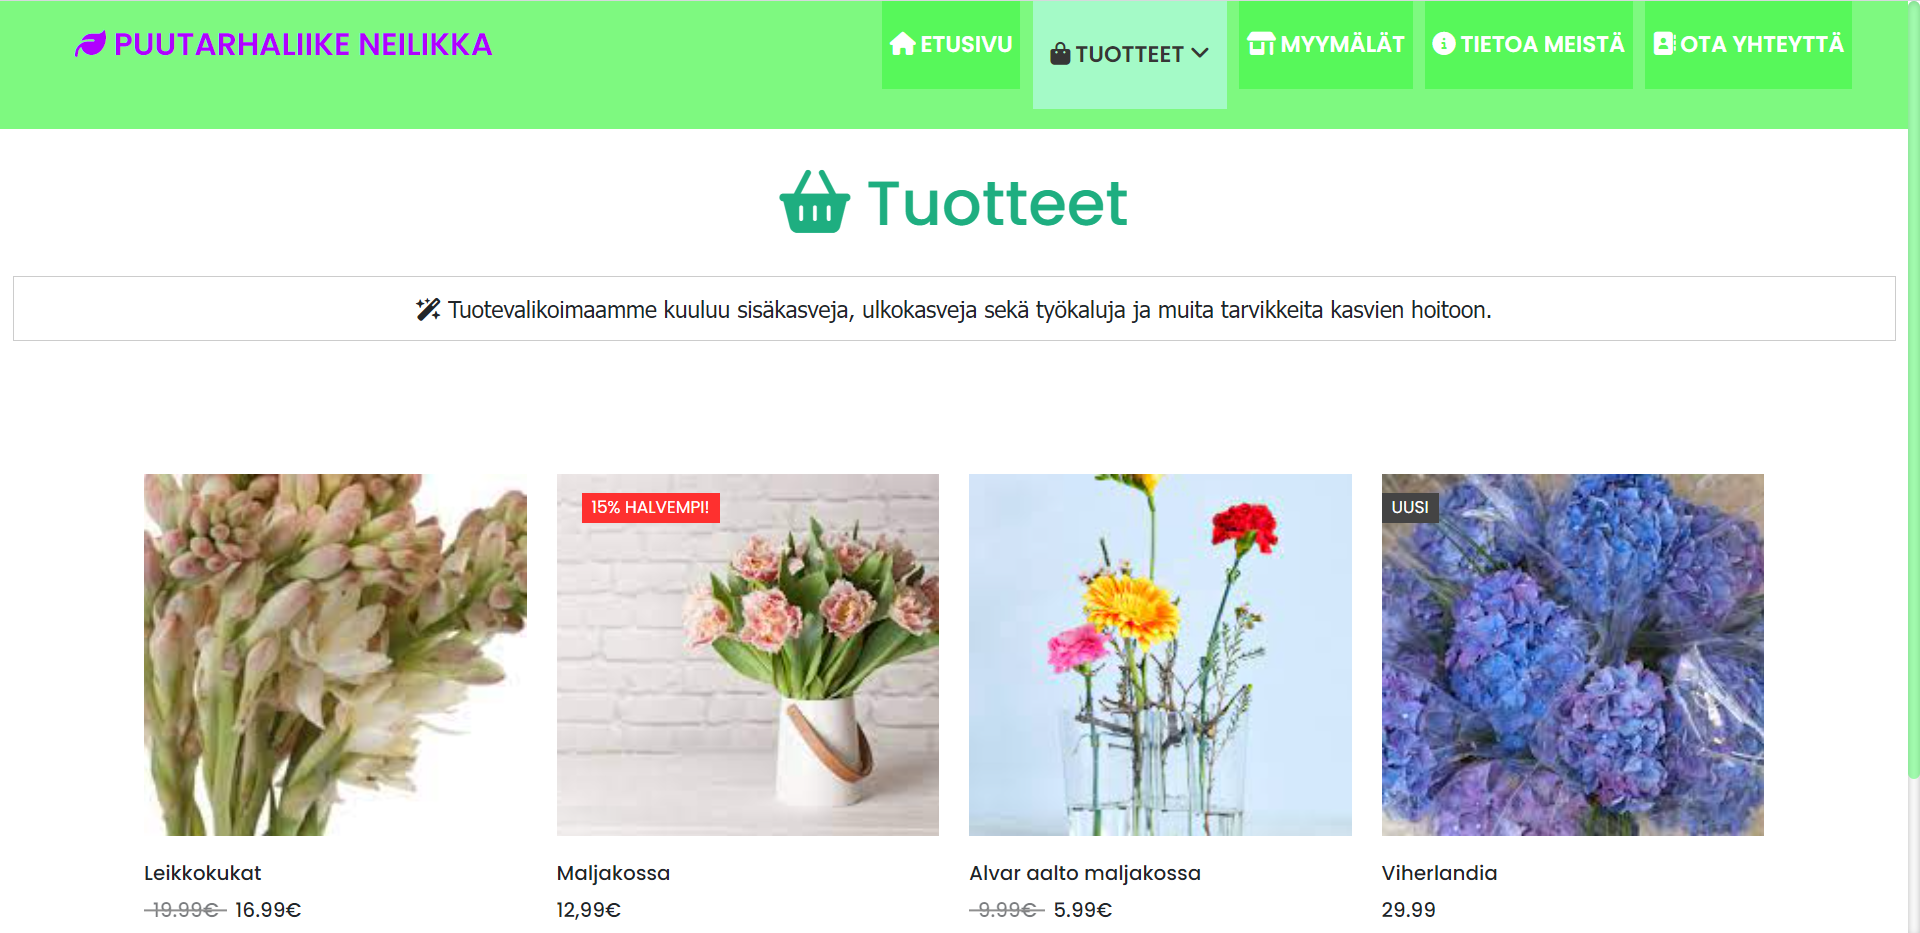 PUUTARHALIIKE NEILIKKA
ETUSIVU
TUOTTEET
MYYMÄLÄT
TIETOA MEISTÄ
OTA YHTEYTTÄ
Tuotteet
Tuotevalikoimaamme kuuluu sisäkasveja, ulkokasveja sekä työkaluja ja muita tarvikkeita kasvien hoitoon.
15% HALVEMPI!
UUSI
Leikkokukat
19.99€ 16.99€
Maljakossa
12,99€
Alvar aalto maljakossa
9.99€ 5.99€
Viherlandia
29.99